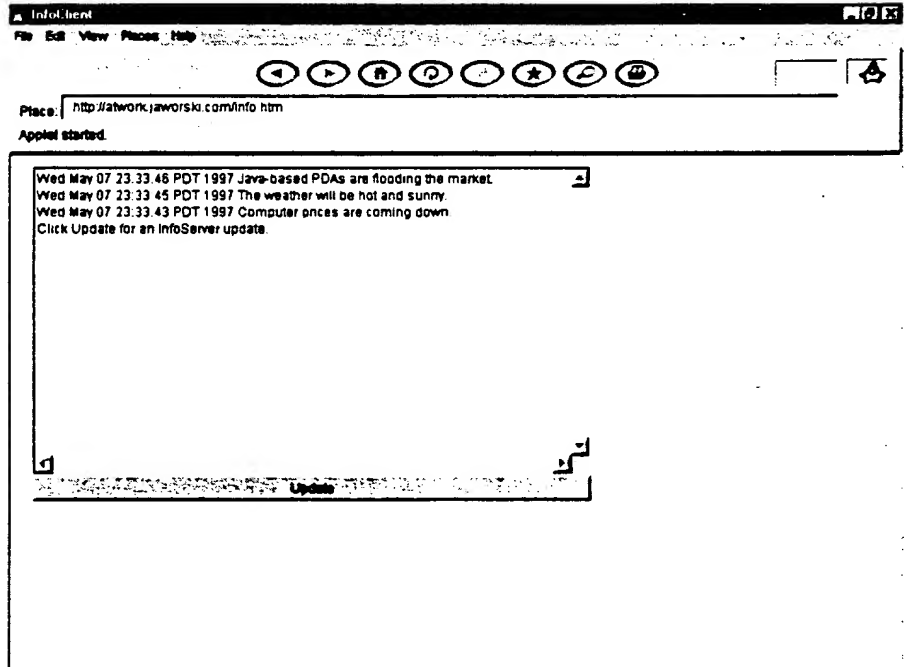 InfoClient
File Edit View Places Help
Place: http://atwork.jaworski.com/info.htm
Applet started.
Wed May 07 23:33:46 PDT 1997 Java-based PDAs are flooding the market.
Wed May 07 23:33:45 PDT 1997 The weather will be hot and sunny.
Wed May 07 23:33:43 PDT 1997 Computer prices are coming down.
Click Update for an InfoServer update.
Update